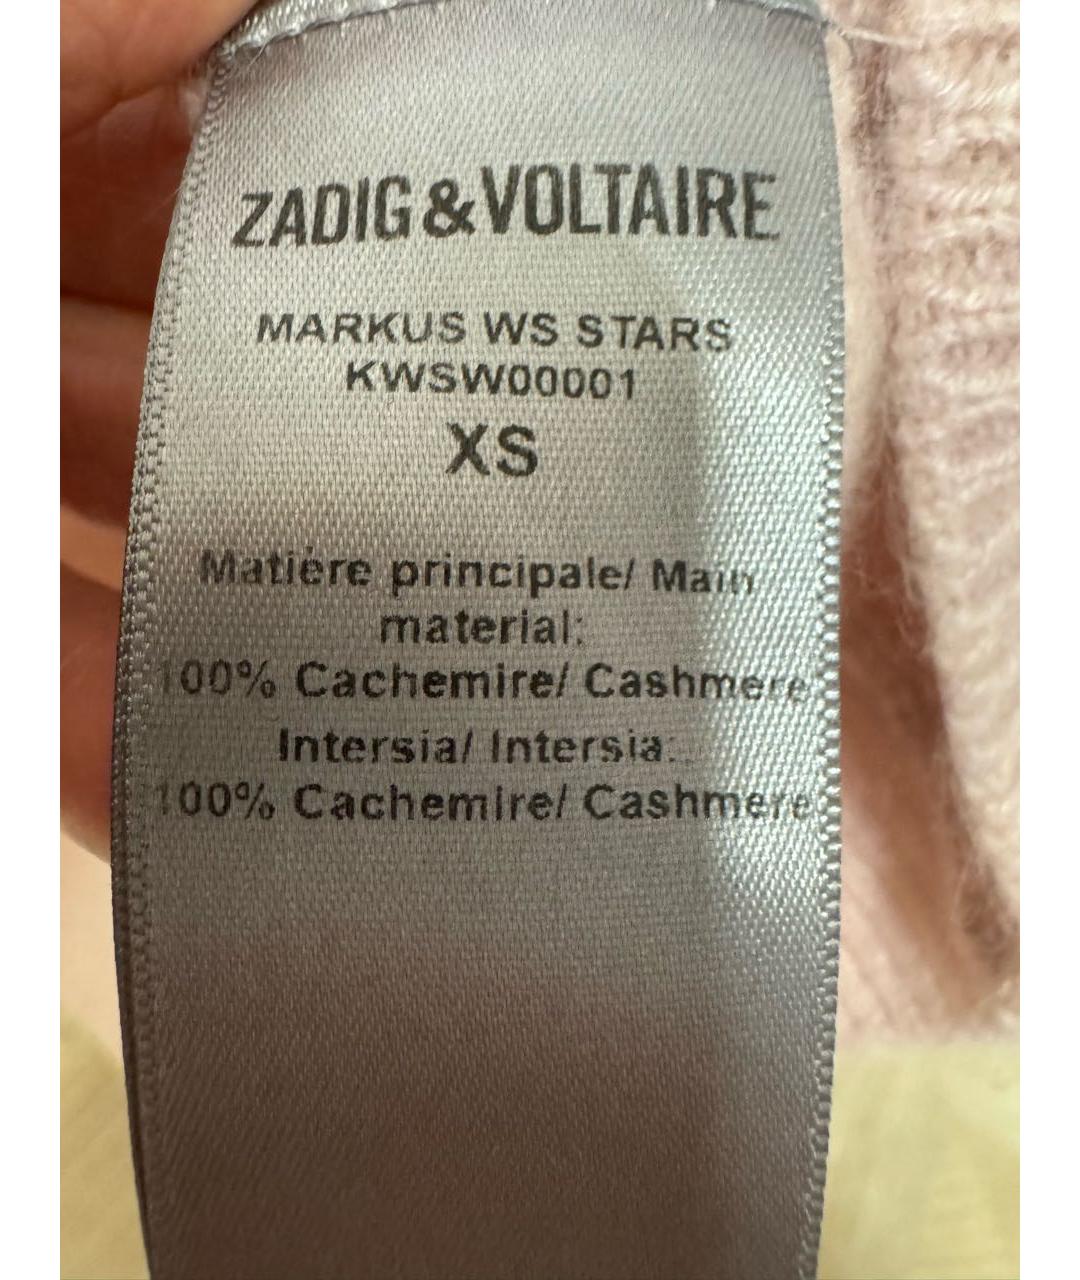 ZADIG&VOLTAIRE
MARKUS WS STARS
KWSW00001
XS
Matière principale/ Main
material:
100% Cachemire/ Cashmere
Intersia/ Intersia:
100% Cachemire/ Cashmere